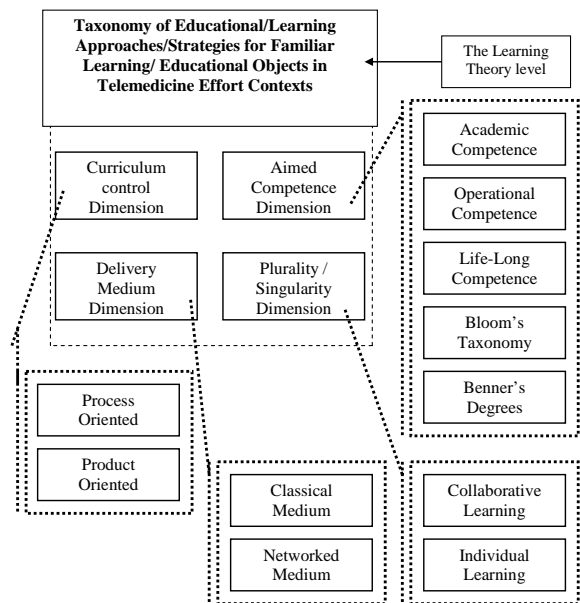 Taxonomy of Educational/Learning
Approaches/Strategies for Familiar
Learning/ Educational Objects in
Telemedicine Effort Contexts
The Learning
Theory level
Curriculum
control
Dimension
Aimed
Competence
Dimension
Delivery
Medium
Dimension
Plurality /
Singularity
Dimension
Academic
Competence
Operational
Competence
Life-Long
Competence
Bloom's
Taxonomy
Benner's
Degrees
Process
Oriented
Product
Oriented
Classical
Medium
Networked
Medium
Collaborative
Learning
Individual
Learning